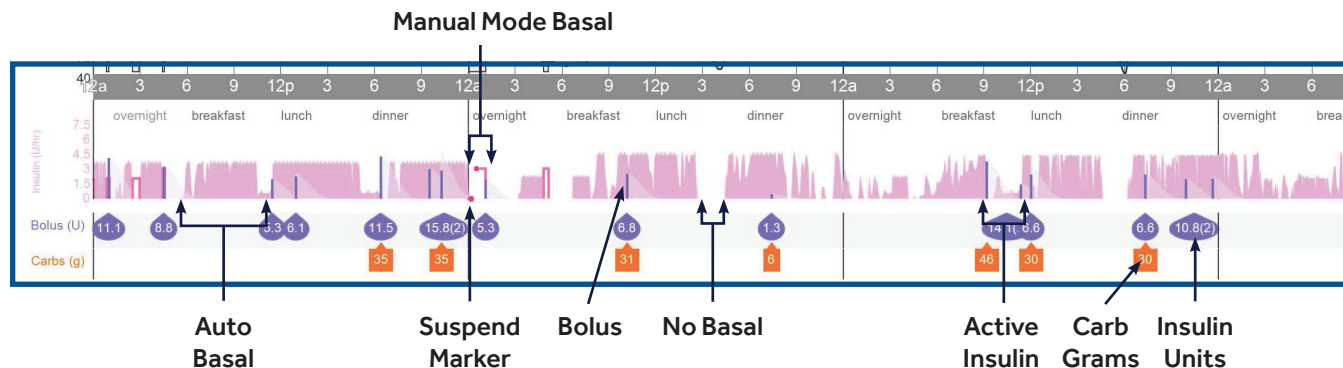 Manual Mode Basal
40
12a 3 6 9 12p 3 6 9 12a 3 6 9 12p 3 6 9 12a 3 6 9 12p 3 6 9 12a 3 6
overnight breakfast lunch dinner overnight breakfast lunch dinner overnight breakfast lunch dinner overnight brea
Insulin (U/hr)
7.5
6
4.5
3
1.5
0
Bolus (U) 11.1 8.8 5.3 6.1 11.5 15.8(2) 5.3 6.8 1.3 14.1( 6.6 6.6 10.8(2)
Carbs (g) 35 35 31 6 46 30 30
Auto
Basal
Suspend
Marker
Bolus
No Basal
Active
Insulin
Carb
Grams
Insulin
Units